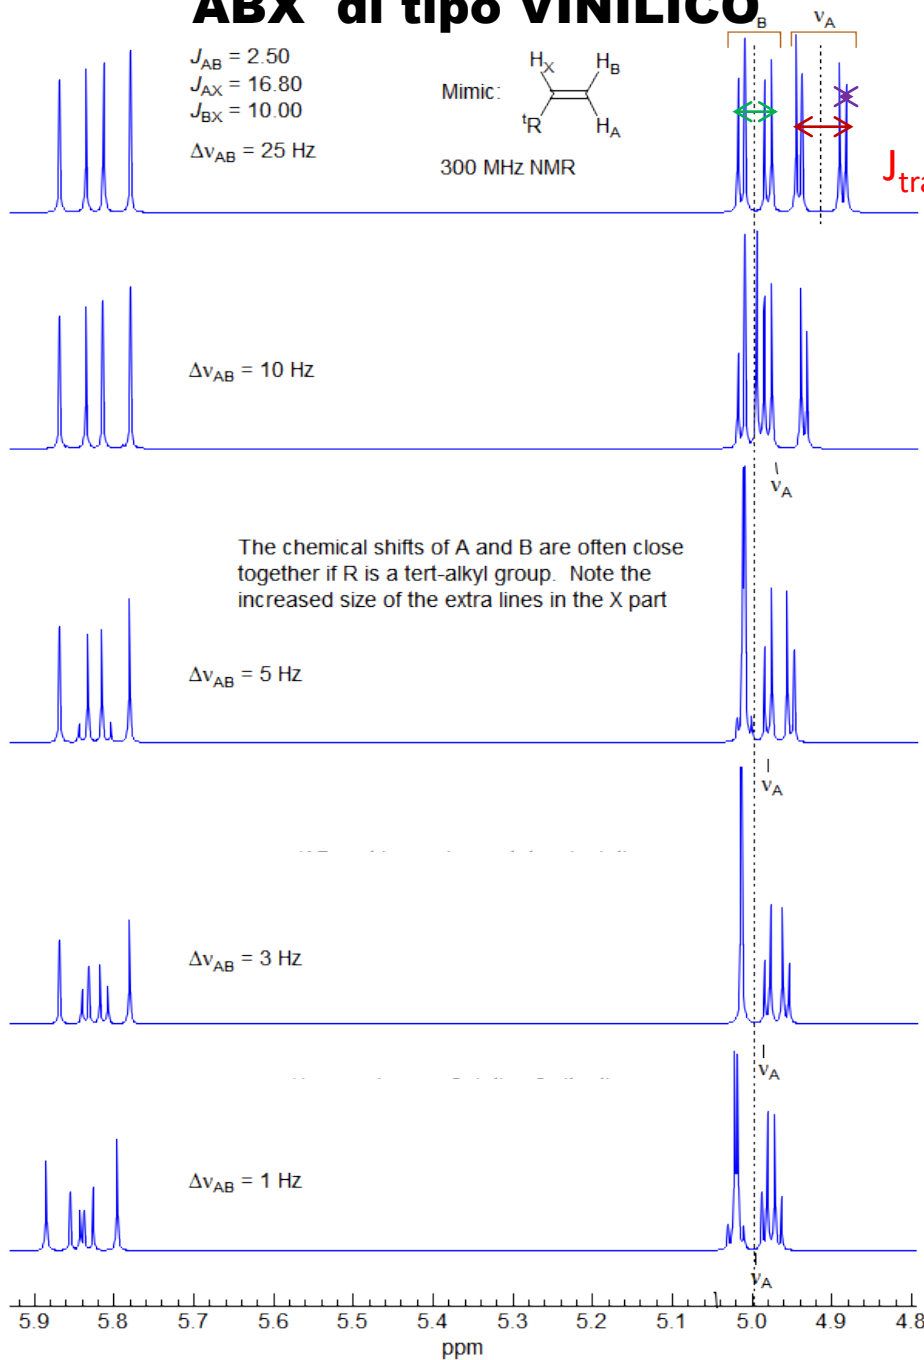 ABX di tipo VINILICO
B
νA
JAB = 2.50
JAX = 16.80
JBX = 10.00
ΔνAB = 25 Hz
Mimic:
HX
HB
tR
HA
300 MHz NMR
ΔνAB = 10 Hz
νA
The chemical shifts of A and B are often close
together if R is a tert-alkyl group. Note the
increased size of the extra lines in the X part
ΔνAB = 5 Hz
νA
ΔνAB = 3 Hz
νA
ΔνAB = 1 Hz
νA
5.9 5.8 5.7 5.6 5.5 5.4 5.3 5.2 5.1 5.0 4.9 4.8
ppm